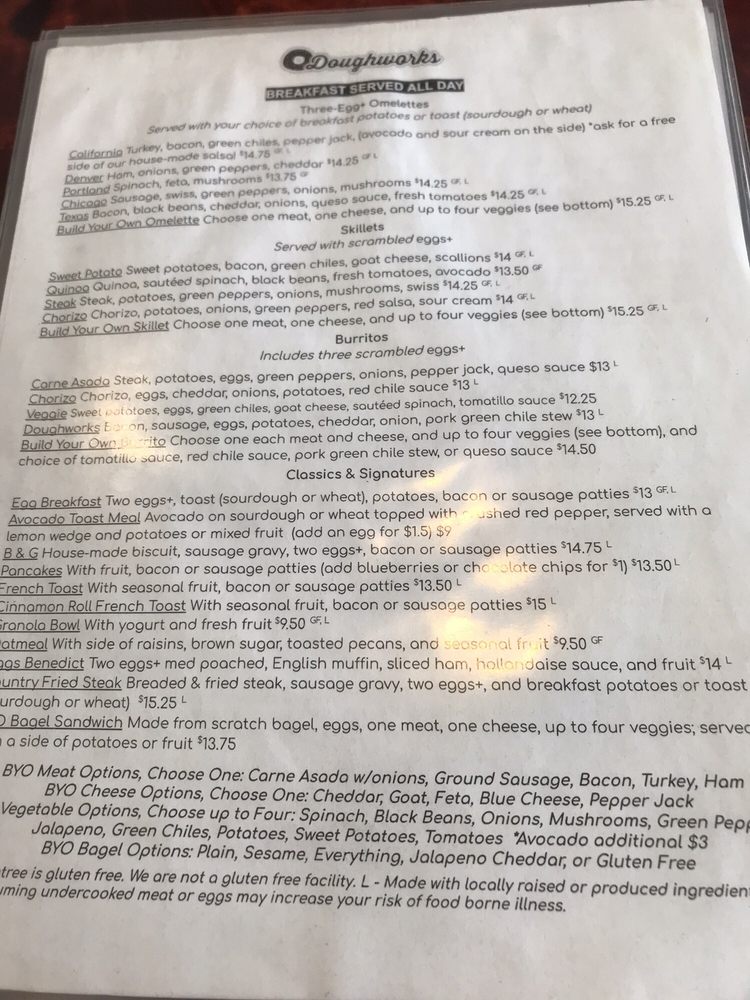 Doughworks
BREAKFAST SERVED ALL DAY
Three-Egg+ Omelettes
Served with your choice of breakfast potatoes or toast (sourdough or wheat)
California Turkey, bacon, green chiles, pepper jack, (avocado and sour cream on the side) *ask for a free
side of our house-made salsa! $14.75 GF, L
Denver Ham, onions, green peppers, cheddar $14.25 GF, L
Portland Spinach, feta, mushrooms $13.75 GF
Chicago Sausage, swiss, green peppers, onions, mushrooms $14.25 GF, L
Texas Bacon, black beans, cheddar, onions, queso sauce, fresh tomatoes $14.25 GF, L
Build Your Own Omelette Choose one meat, one cheese, and up to four veggies (see bottom) $15.25 GF, L
Skillets
Served with scrambled eggs+
Sweet Potato Sweet potatoes, bacon, green chiles, goat cheese, scallions $14 GF, L
Quinoa Quinoa, sautéed spinach, black beans, fresh tomatoes, avocado $13.50 GF
Steak Steak, potatoes, green peppers, onions, mushrooms, swiss $14.25 GF, L
Chorizo Chorizo, potatoes, onions, green peppers, red salsa, sour cream $14 GF, L
Build Your Own Skillet Choose one meat, one cheese, and up to four veggies (see bottom) $15.25 GF, L
Burritos
Includes three scrambled eggs+
Carne Asada Steak, potatoes, eggs, green peppers, onions, pepper jack, queso sauce $13 L
Chorizo Chorizo, eggs, cheddar, onions, potatoes, red chile sauce $13 L
Veggie Sweet potatoes, eggs, green chiles, goat cheese, sautéed spinach, tomatillo sauce $12.25
Doughworks Bacon, sausage, eggs, potatoes, cheddar, onion, pork green chile stew $13 L
Build Your Own Burrito Choose one each meat and cheese, and up to four veggies (see bottom), and
choice of tomatillo sauce, red chile sauce, pork green chile stew, or queso sauce $14.50
Classics & Signatures
Egg Breakfast Two eggs+, toast (sourdough or wheat), potatoes, bacon or sausage patties $13 GF, L
Avocado Toast Meal Avocado on sourdough or wheat topped with crushed red pepper, served with a
lemon wedge and potatoes or mixed fruit (add an egg for $1.5) $9
B & G House-made biscuit, sausage gravy, two eggs+, bacon or sausage patties $14.75 L
Pancakes With fruit, bacon or sausage patties (add blueberries or chocolate chips for $1) $13.50 L
French Toast With seasonal fruit, bacon or sausage patties $13.50 L
Cinnamon Roll French Toast With seasonal fruit, bacon or sausage patties $15 L
Granola Bowl With yogurt and fresh fruit $9.50 GF, L
oatmeal With side of raisins, brown sugar, toasted pecans, and seasonal fruit $9.50 GF
ggs Benedict Two eggs+ med poached, English muffin, sliced ham, hollandaise sauce, and fruit $14 L
ountry Fried Steak Breaded & fried steak, sausage gravy, two eggs+, and breakfast potatoes or toast
urdough or wheat) $15.25 L
O Bagel Sandwich Made from scratch bagel, eggs, one meat, one cheese, up to four veggies; served
a side of potatoes or fruit $13.75
BYO Meat Options, Choose One: Carne Asada w/onions, Ground Sausage, Bacon, Turkey, Ham
BYO Cheese Options, Choose One: Cheddar, Goat, Feta, Blue Cheese, Pepper Jack
Vegetable Options, Choose up to Four: Spinach, Black Beans, Onions, Mushrooms, Green Pepp
Jalapeno, Green Chiles, Potatoes, Sweet Potatoes, Tomatoes *Avocado additional $3
BYO Bagel Options: Plain, Sesame, Everything, Jalapeno Cheddar, or Gluten Free
tree is gluten free. We are not a gluten free facility. L - Made with locally raised or produced ingredien
uming undercooked meat or eggs may increase your risk of food borne illness.